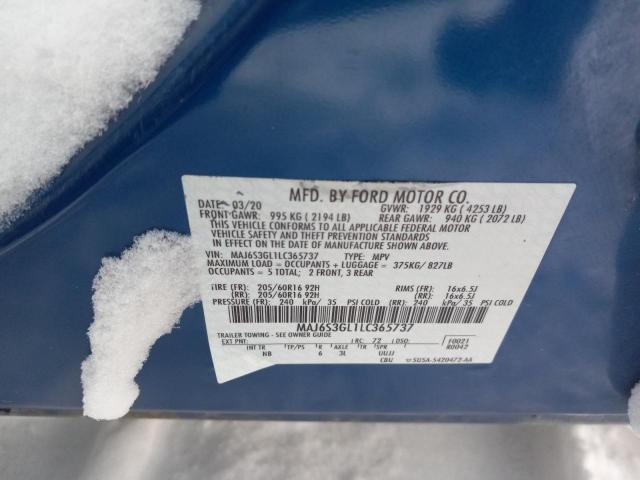 MFD. BY FORD MOTOR CO.
DATE: 03/20 GVWR: 1929 KG ( 4253 LB)
FRONT GAWR: 995 KG ( 2194 LB) REAR GAWR: 940 KG ( 2072 LB)
THIS VEHICLE CONFORMS TO ALL APPLICABLE FEDERAL MOTOR
VEHICLE SAFETY AND THEFT PREVENTION STANDARDS
IN EFFECT ON THE DATE OF MANUFACTURE SHOWN ABOVE.
VIN: MAJ6S3GL1LC365737 TYPE: MPV
MAXIMUM LOAD = OCCUPANTS + LUGGAGE = 375KG/ 827LB
OCCUPANTS = 5 TOTAL; 2 FRONT, 3 REAR
TIRE (FR): 205/60R16 92H RIMS (FR): 16x6.5J
(RR): 205/60R16 92H (RR): 16x6.5J
PRESSURE (FR): 240 kPa/ 35 PSI COLD (RR): 240 kPa/ 35 PSI COLD
MAJ6S3GL1LC365737
TRAILER TOWING - SEE OWNER GUIDE
EXT PNT: RC: 72 DSO: F0021
R0042
INT TR TP/PS R AXLE TR SPR
NB 6 3L UUJJ
CBU SU5A-5420472-AA